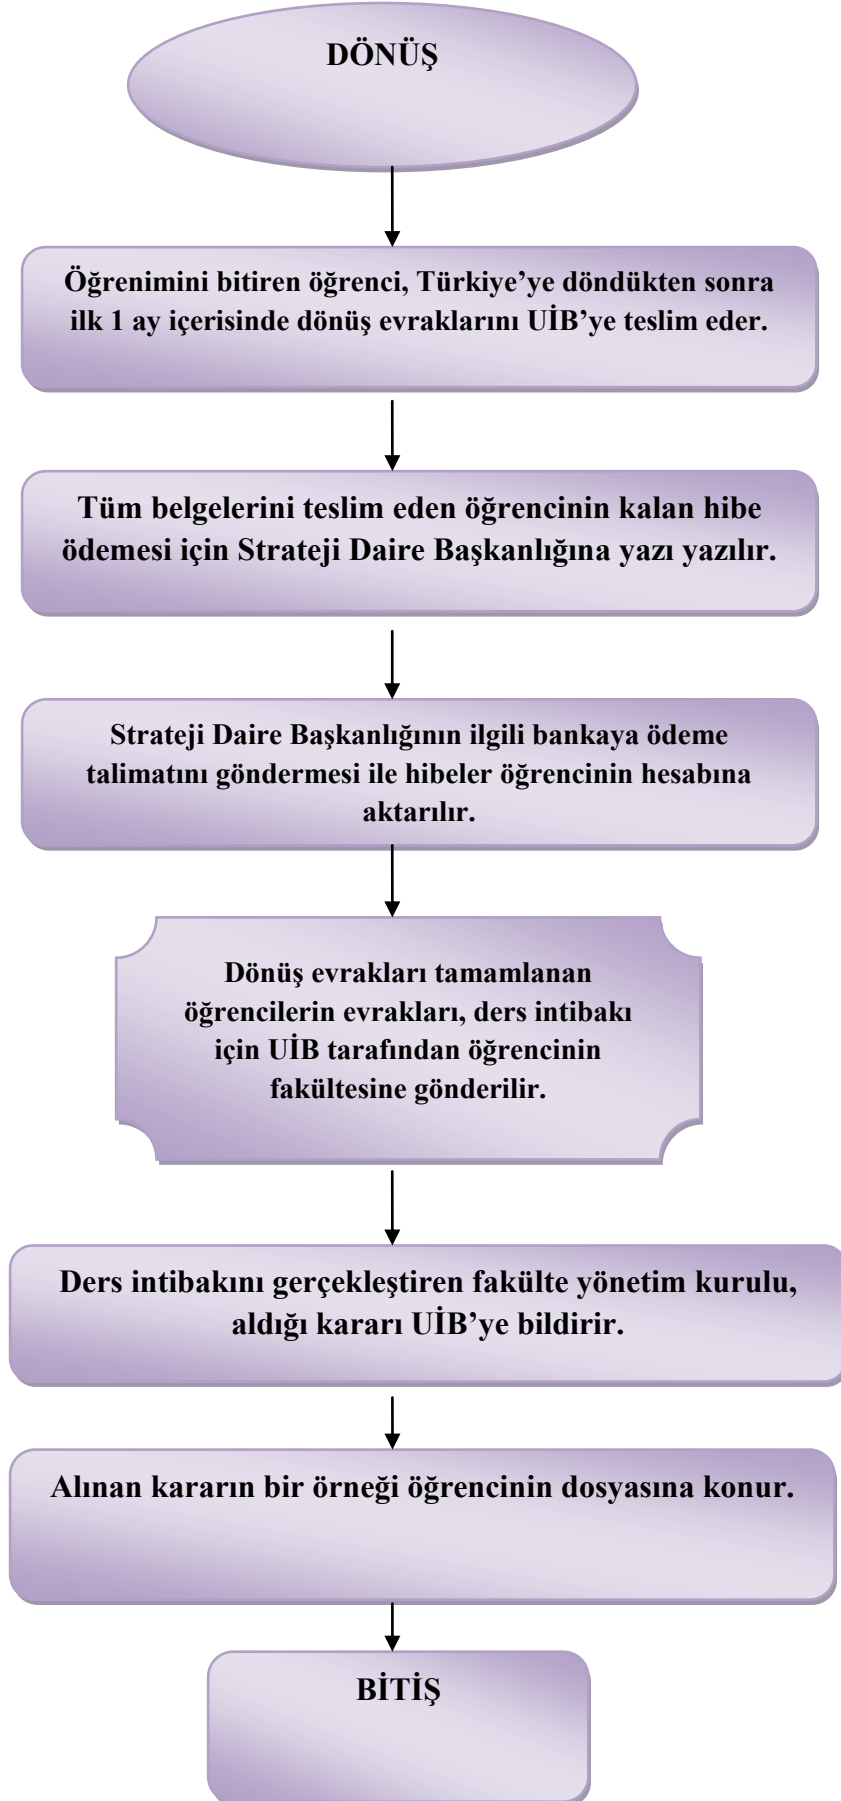 DÖNÜŞ
Öğrenimini bitiren öğrenci, Türkiye’ye döndükten sonra
ilk 1 ay içerisinde dönüş evraklarını UİB’ye teslim eder.
Tüm belgelerini teslim eden öğrencinin kalan hibe
ödemesi için Strateji Daire Başkanlığına yazı yazılır.
Strateji Daire Başkanlığının ilgili bankaya ödeme
talimatını göndermesi ile hibeler öğrencinin hesabına
aktarılır.
Dönüş evrakları tamamlanan
öğrencilerin evrakları, ders intibakı
için UİB tarafından öğrencinin
fakültesine gönderilir.
Ders intibakını gerçekleştiren fakülte yönetim kurulu,
aldığı kararı UİB’ye bildirir.
Alınan kararın bir örneği öğrencinin dosyasına konur.
BİTİŞ